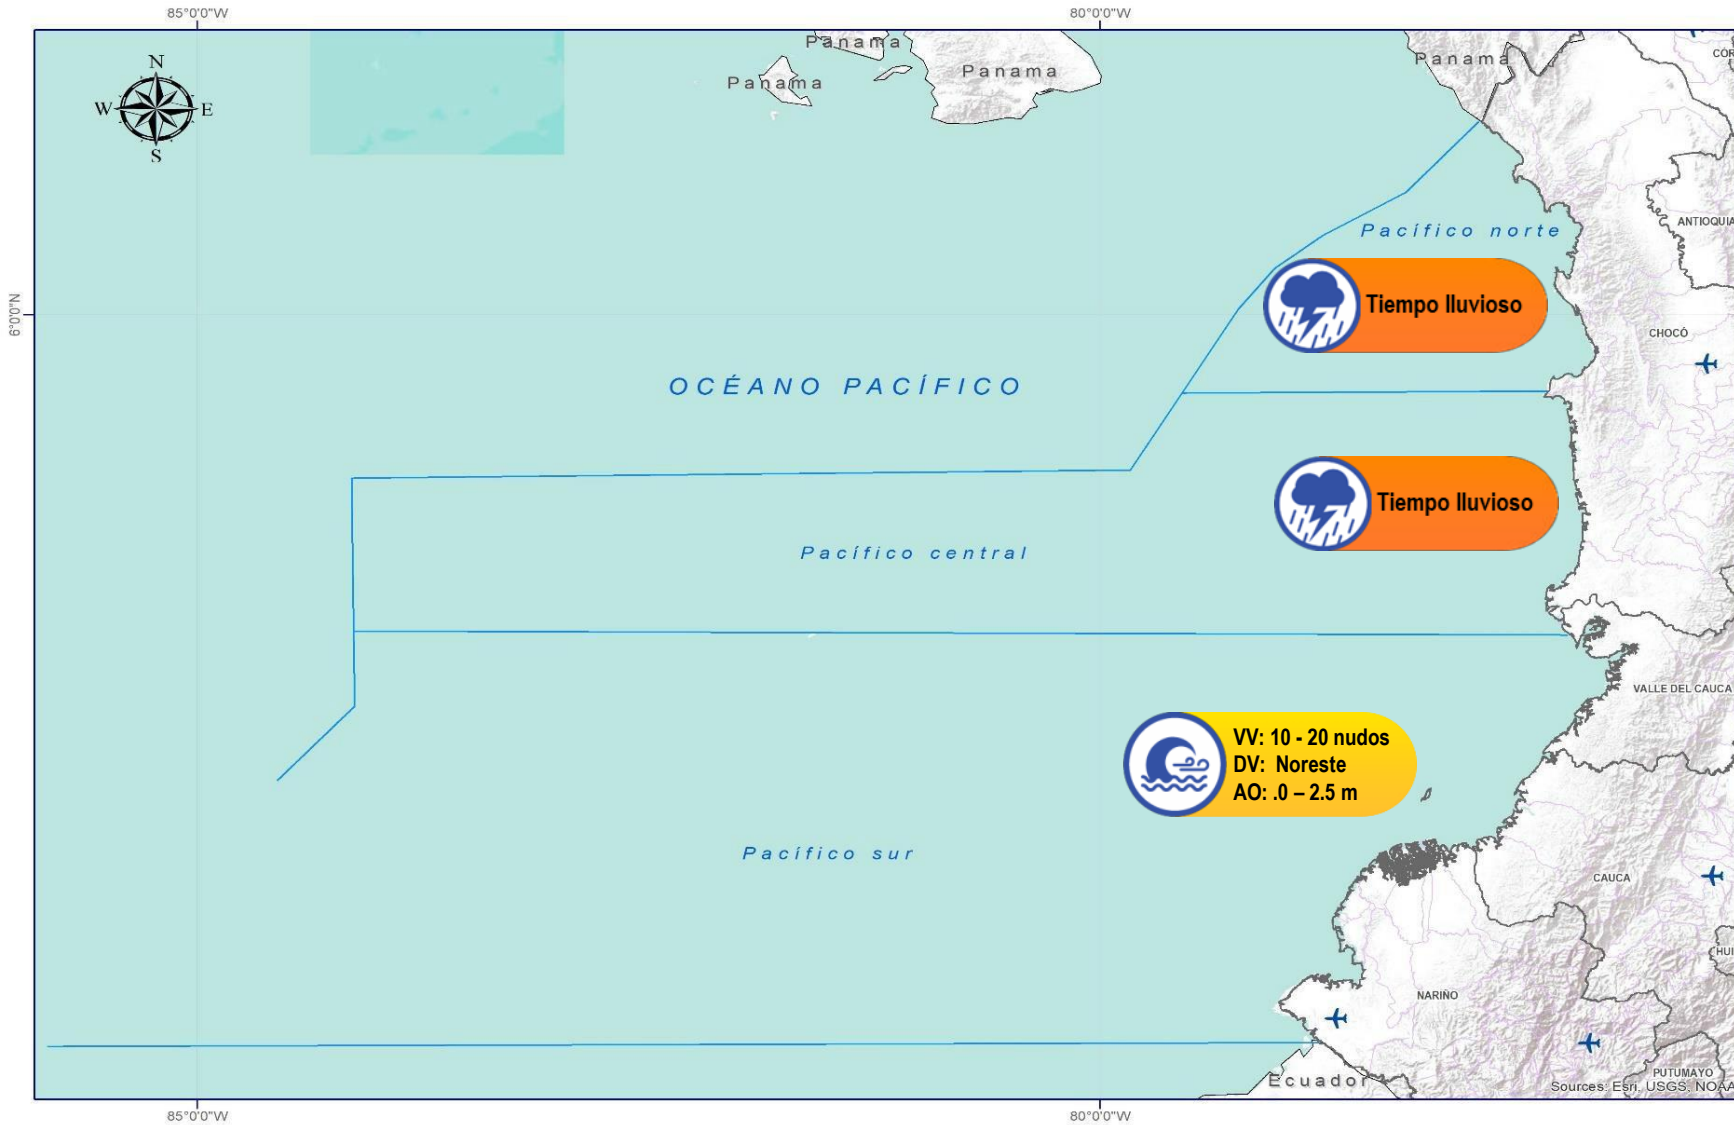 85°0'0"W
80°0'0"W
N
W
E
S
Panama
Panama
Panama
Panama
CÓR
Pacífico norte
ANTIOQUIA
6°0'0"N
Tiempo lluvioso
CHOCÓ
OCÉANO PACÍFICO
Tiempo lluvioso
Pacífico central
VALLE DEL CAUCA
VV: 10 - 20 nudos
DV: Noreste
AO: .0 – 2.5 m
Pacífico sur
CAUCA
HUI
NARIÑO
PUTUMAYO
Ecuador
Sources: Esri, USGS, NOAA
85°0'0"W
80°0'0"W